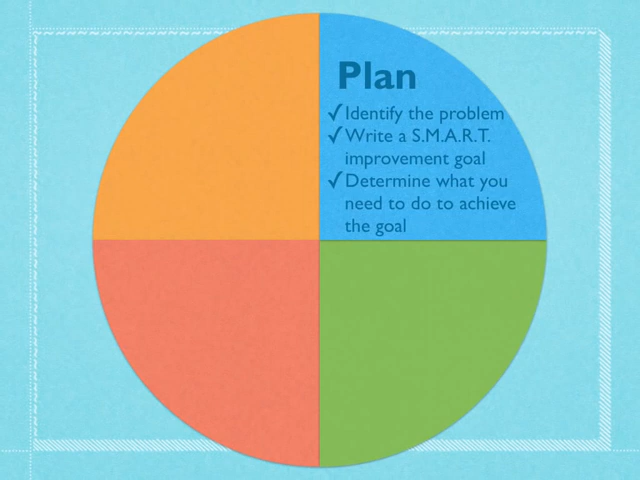 Plan
✓Identify the problem
✓Write a S.M.A.R.T.
improvement goal
✓Determine what you
need to do to achieve
the goal